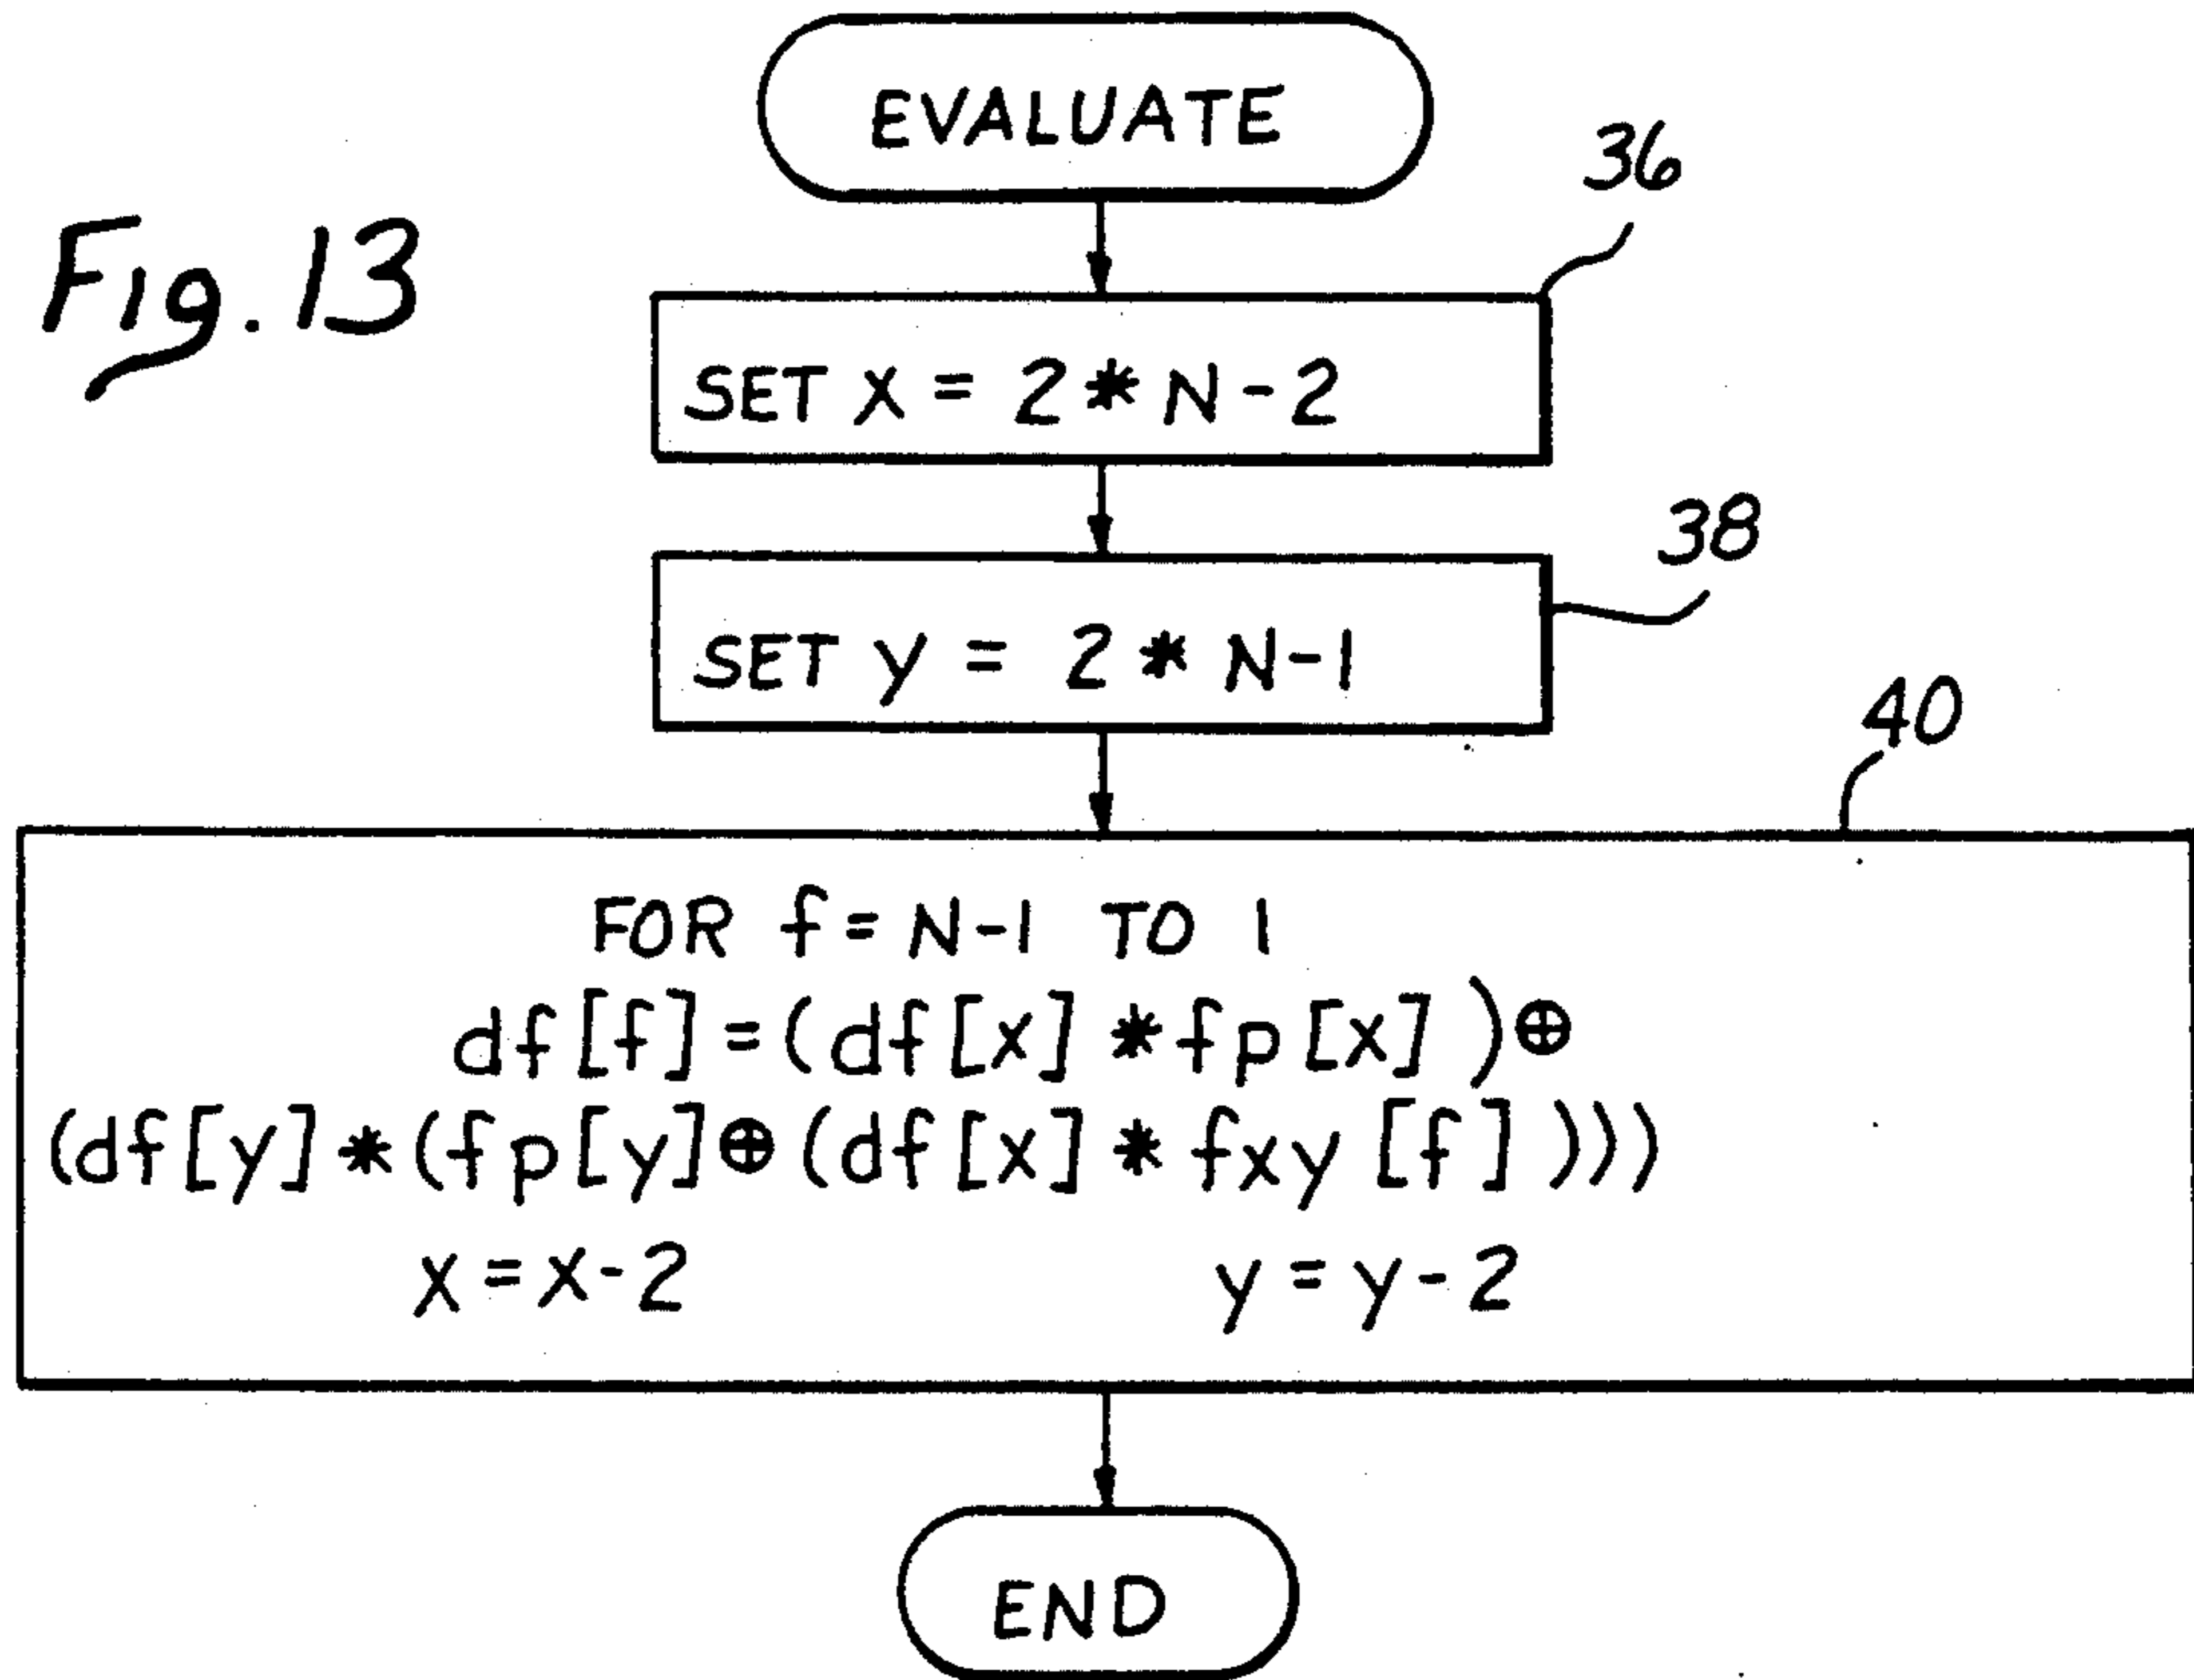 EVALUATE
36
Fig. 13
SET X = 2 * N - 2
38
SET y = 2 * N - 1
40
FOR f = N-1 TO 1
df[f] = (df[x] * fp[x]) ⊕
(df[y] * (fp[y] ⊕ (df[x] * fxy[f])))
x = x - 2 y = y - 2
END